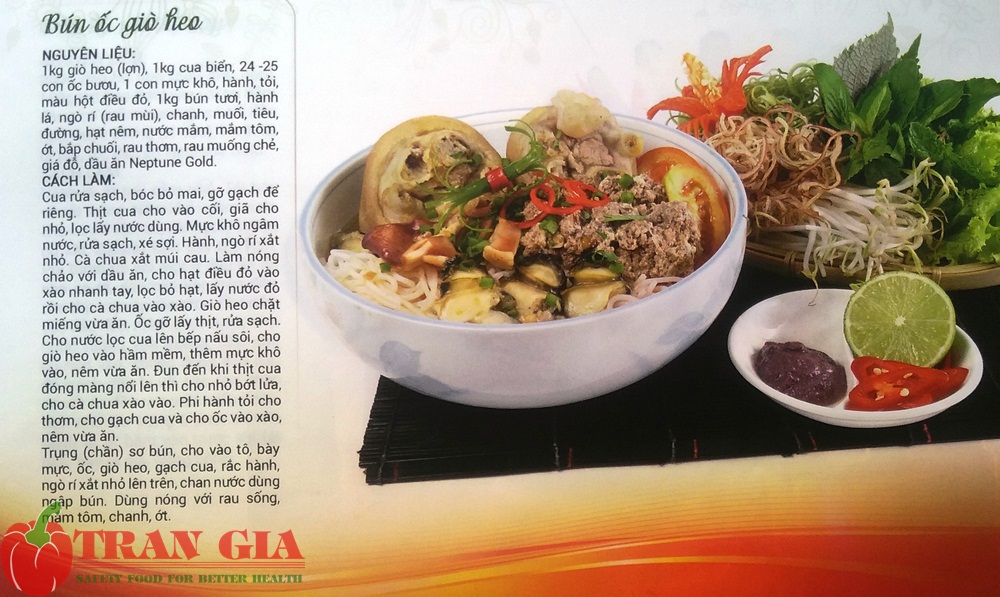 Bún ốc giò heo
NGUYÊN LIỆU:
1kg giò heo (lợn), 1kg cua biển, 24 -25
con ốc bươu, 1 con mực khô, hành, tỏi,
màu hột điều đỏ, 1kg bún tươi, hành
lá, ngò rí (rau mùi), chanh, muối, tiêu,
đường, hạt nêm, nước mắm, mắm tôm,
ớt, bắp chuối, rau thơm, rau muống chẻ,
giá đỗ, dầu ăn Neptune Gold.
CÁCH LÀM:
Cua rửa sạch, bóc bỏ mai, gỡ gạch để
riêng. Thịt cua cho vào cối, giã cho
nhỏ, lọc lấy nước dùng. Mực khô ngâm
nước, rửa sạch, xé sợi. Hành, ngò rí xắt
nhỏ. Cà chua xắt múi cau. Làm nóng
chảo với dầu ăn, cho hạt điều đỏ vào
xào nhanh tay, lọc bỏ hạt, lấy nước đỏ
rồi cho cà chua vào xào. Giò heo chặt
miếng vừa ăn. Ốc gỡ lấy thịt, rửa sạch.
Cho nước lọc cua lên bếp nấu sôi, cho
giò heo vào hầm mềm, thêm mực khô
vào, nêm vừa ăn. Đun đến khi thịt cua
đóng màng nổi lên thì cho nhỏ bớt lửa,
cho cà chua xào vào. Phi hành tỏi cho
thơm, cho gạch cua và cho ốc vào xào,
nêm vừa ăn.
Trụng (chần) sơ bún, cho vào tô, bày
mực, ốc, giò heo, gạch cua, rắc hành,
ngò rí xắt nhỏ lên trên, chan nước dùng
ngập bún. Dùng nóng với rau sống,
mắm tôm, chanh, ớt.
TRAN GIA
SAFETY FOOD FOR BETTER HEALTH